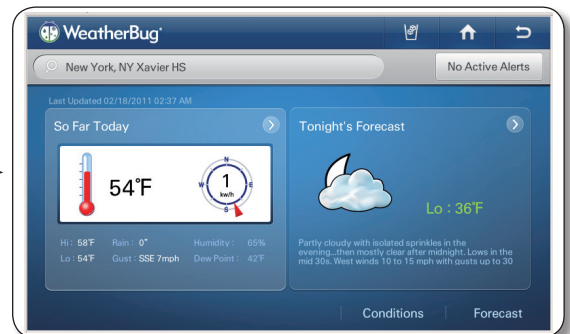 WeatherBug®
New York, NY Xavier HS
No Active Alerts
Last Updated 02/18/2011 02:37 AM
So Far Today
54°F
N
W
E
S
1
kw/h
Hi : 58°F Rain : 0" Humidity : 65%
Lo : 54°F Gust : SSE 7mph Dew Point : 42°F
Tonight's Forecast
Lo : 36°F
Partly cloudy with isolated sprinkles in the
evening...then mostly clear after midnight. Lows in the
mid 30s. West winds 10 to 15 mph with gusts up to 30
Conditions
Forecast